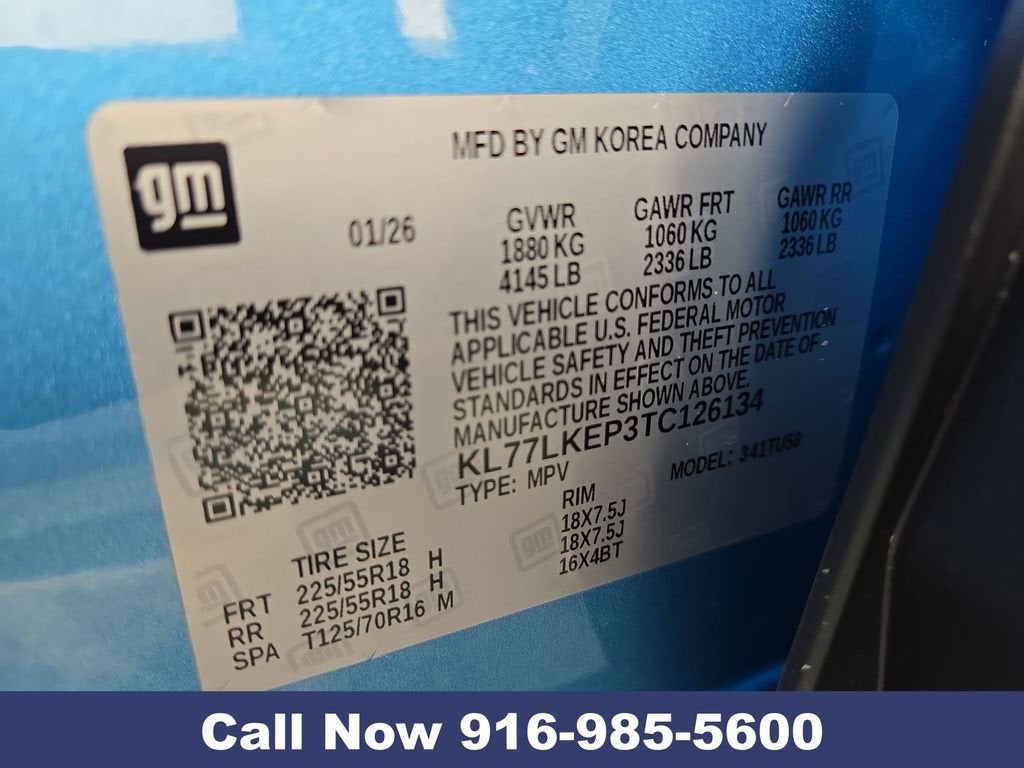 gm
MFD BY GM KOREA COMPANY
01/26
GVWR
1880 KG
4145 LB
GAWR FRT
1060 KG
2336 LB
GAWR RR
1060 KG
2336 LB
THIS VEHICLE CONFORMS TO ALL
APPLICABLE U.S. FEDERAL MOTOR
VEHICLE SAFETY AND THEFT PREVENTION
STANDARDS IN EFFECT ON THE DATE OF
MANUFACTURE SHOWN ABOVE.
KL77LKEP3TC126134
TYPE: MPV
MODEL: 341TU58
TIRE SIZE
RIM
FRT 225/55R18 H 18X7.5J
RR 225/55R18 H 18X7.5J
SPA T125/70R16 M 16X4BT
Call Now 916-985-5600